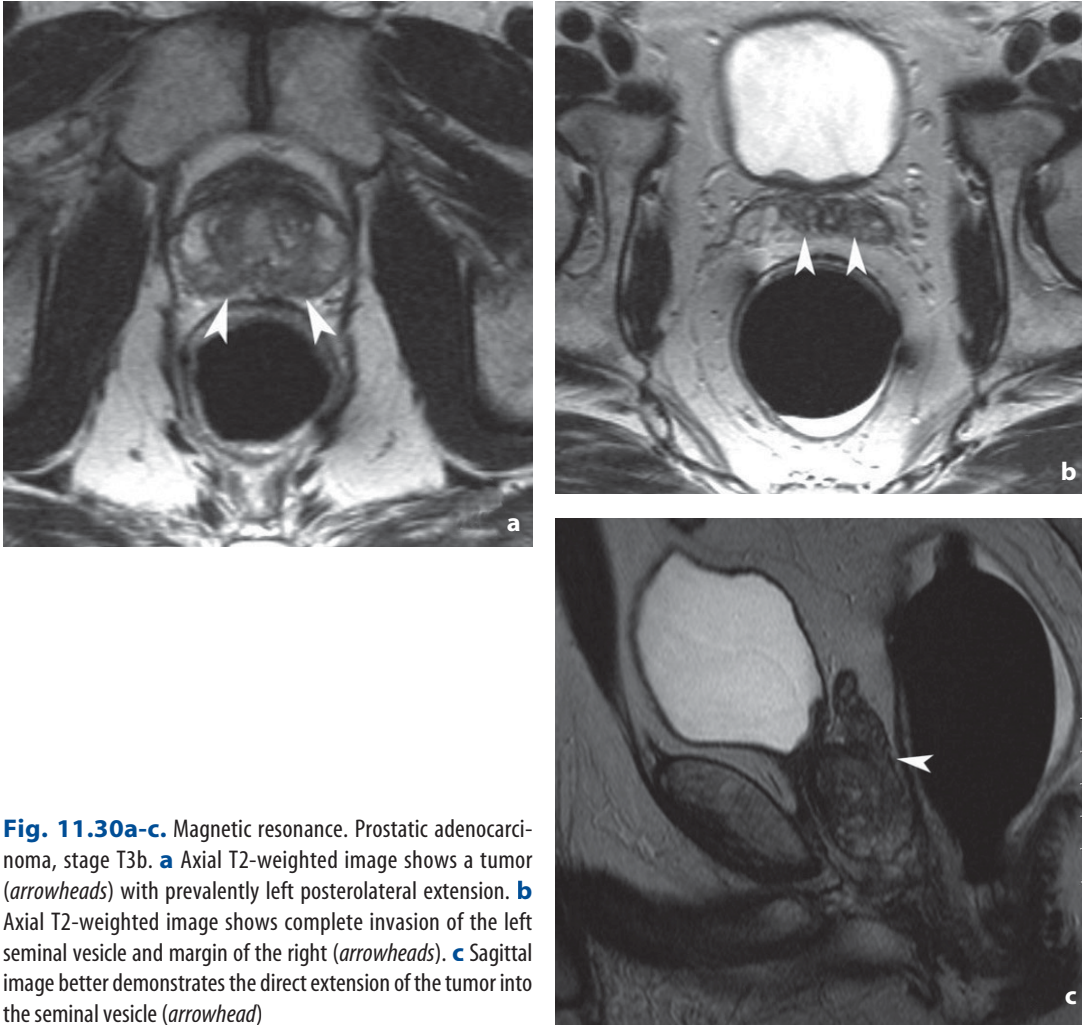 a
b
c
Fig. 11.30a-c. Magnetic resonance. Prostatic adenocarci-
noma, stage T3b. a Axial T2-weighted image shows a tumor
(arrowheads) with prevalently left posterolateral extension. b
Axial T2-weighted image shows complete invasion of the left
seminal vesicle and margin of the right (arrowheads). c Sagittal
image better demonstrates the direct extension of the tumor into
the seminal vesicle (arrowhead)